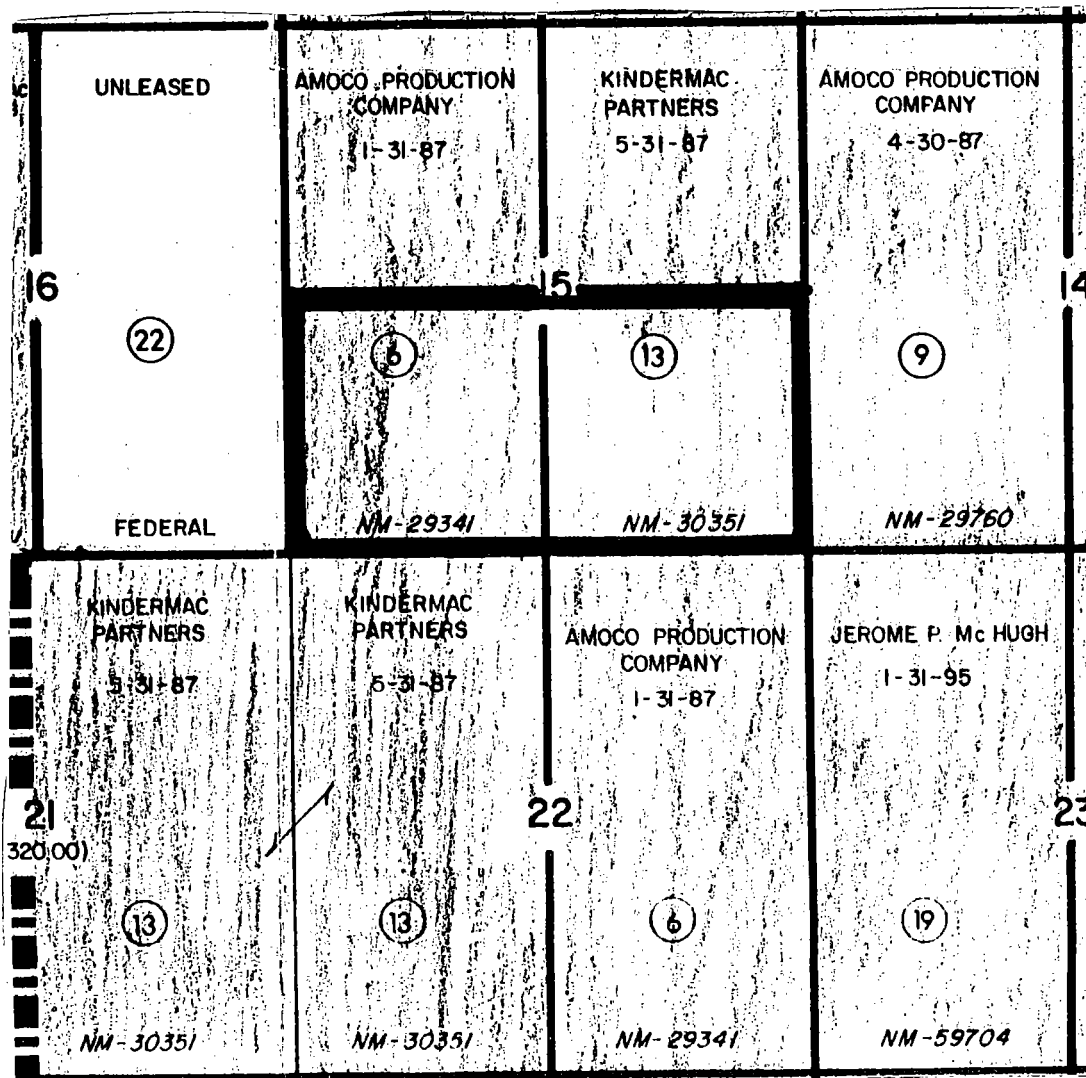 UNLEASED
AMOCO PRODUCTION
COMPANY
1-31-87
KINDERMAC
PARTNERS
5-31-87
AMOCO PRODUCTION
COMPANY
4-30-87
16
15
14
22
6
13
9
FEDERAL
NM-29341
NM-30351
NM-29760
KINDERMAC
PARTNERS
5-31-87
KINDERMAC
PARTNERS
5-31-87
AMOCO PRODUCTION
COMPANY
1-31-87
JEROME P. Mc HUGH
1-31-95
21
320.00)
22
23
13
13
6
19
NM-30351
NM-30351
NM-29341
NM-59704